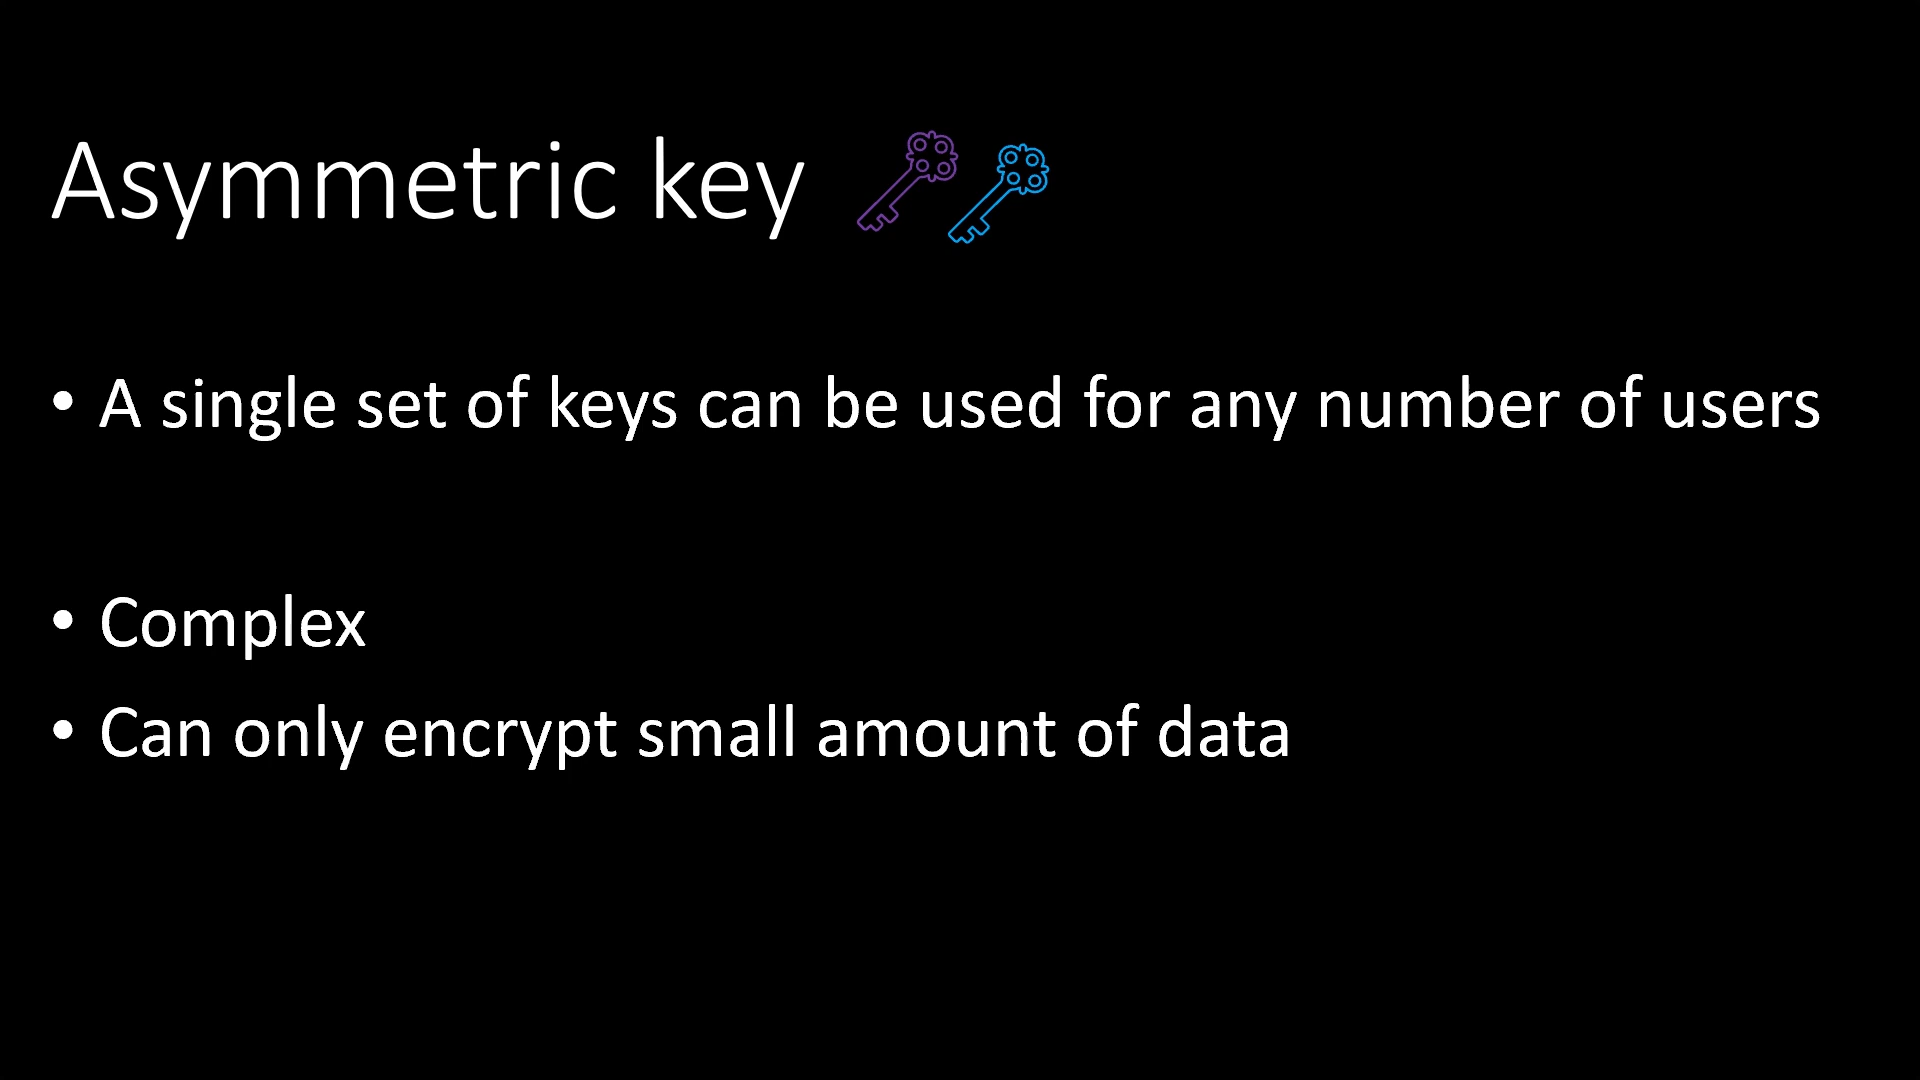 Asymmetric key
• A single set of keys can be used for any number of users
• Complex
• Can only encrypt small amount of data